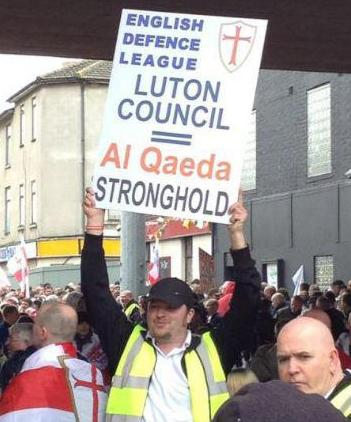 ENGLISH
DEFENCE
LEAGUE
LUTON
COUNCIL
=
Al Qaeda
STRONGHOLD